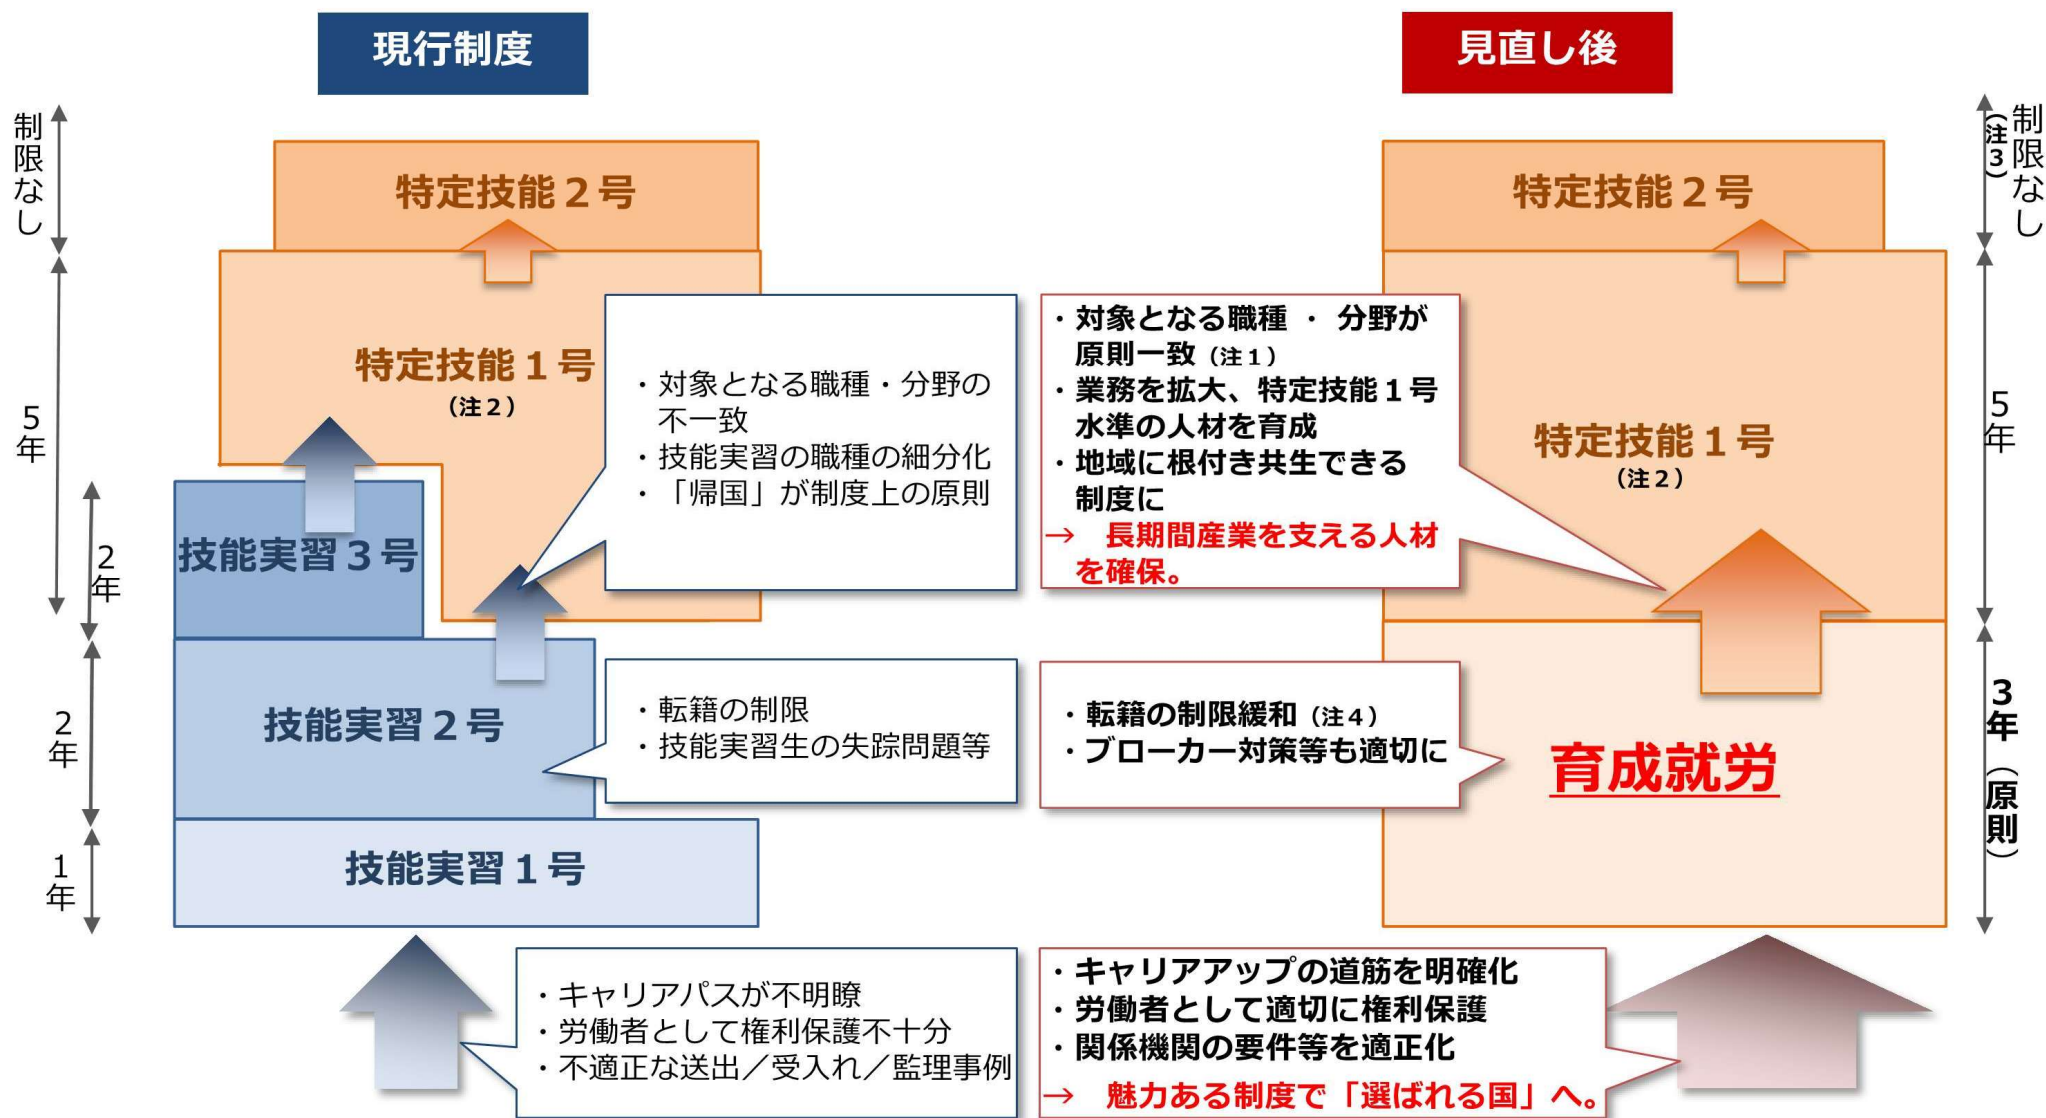 現行制度
制限なし
5年
2年
2年
1年
特定技能２号
特定技能１号
（注２）
技能実習３号
技能実習２号
技能実習１号
・対象となる職種・分野の
不一致
・技能実習の職種の細分化
・「帰国」が制度上の原則
・転籍の制限
・技能実習生の失踪問題等
・キャリアパスが不明瞭
・労働者として権利保護不十分
・不適正な送出／受入れ／監理事例
見直し後
・対象となる職種 ・ 分野が
原則一致（注１）
・業務を拡大、特定技能１号
水準の人材を育成
・地域に根付き共生できる
制度に
→ 長期間産業を支える人材
を確保。
・転籍の制限緩和（注４）
・ブローカー対策等も適切に
・キャリアアップの道筋を明確化
・労働者として適切に権利保護
・関係機関の要件等を適正化
→ 魅力ある制度で「選ばれる国」へ。
特定技能２号
特定技能１号
（注２）
育成就労
制限なし
（注３）
5年
3年（原則）